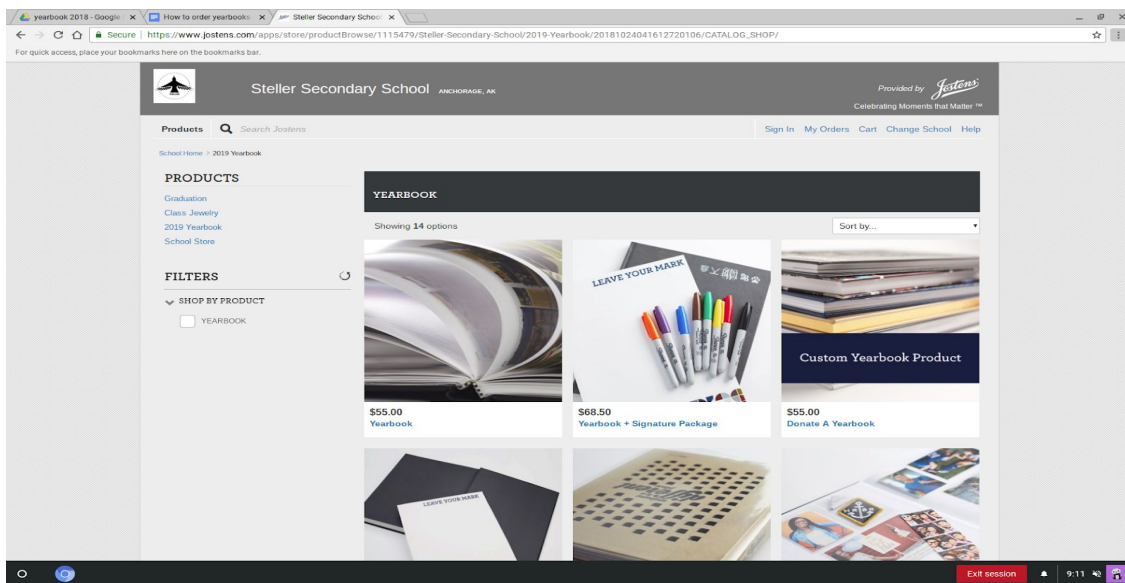 yearbook 2018 - Google
How to order yearbooks
Steller Secondary School
Secure | https://www.jostens.com/apps/store/productBrowse/1115479/Steller-Secondary-School/2019-Yearbook/20181024041612720106/CATALOG_SHOP/
For quick access, place your bookmarks here on the bookmarks bar.
Steller Secondary School ANCHORAGE, AK
Provided by Jostens
Celebrating Moments that Matter ™
Products Search Jostens
Sign In My Orders Cart Change School Help
School Home > 2019 Yearbook
PRODUCTS
Graduation
Class Jewelry
2019 Yearbook
School Store
FILTERS
SHOP BY PRODUCT
YEARBOOK
YEARBOOK
Showing 14 options
Sort by...
LEAVE YOUR MARK
Custom Yearbook Product
$55.00
Yearbook
$68.50
Yearbook + Signature Package
$55.00
Donate A Yearbook
LEAVE YOUR MARK
Exit session
9:11